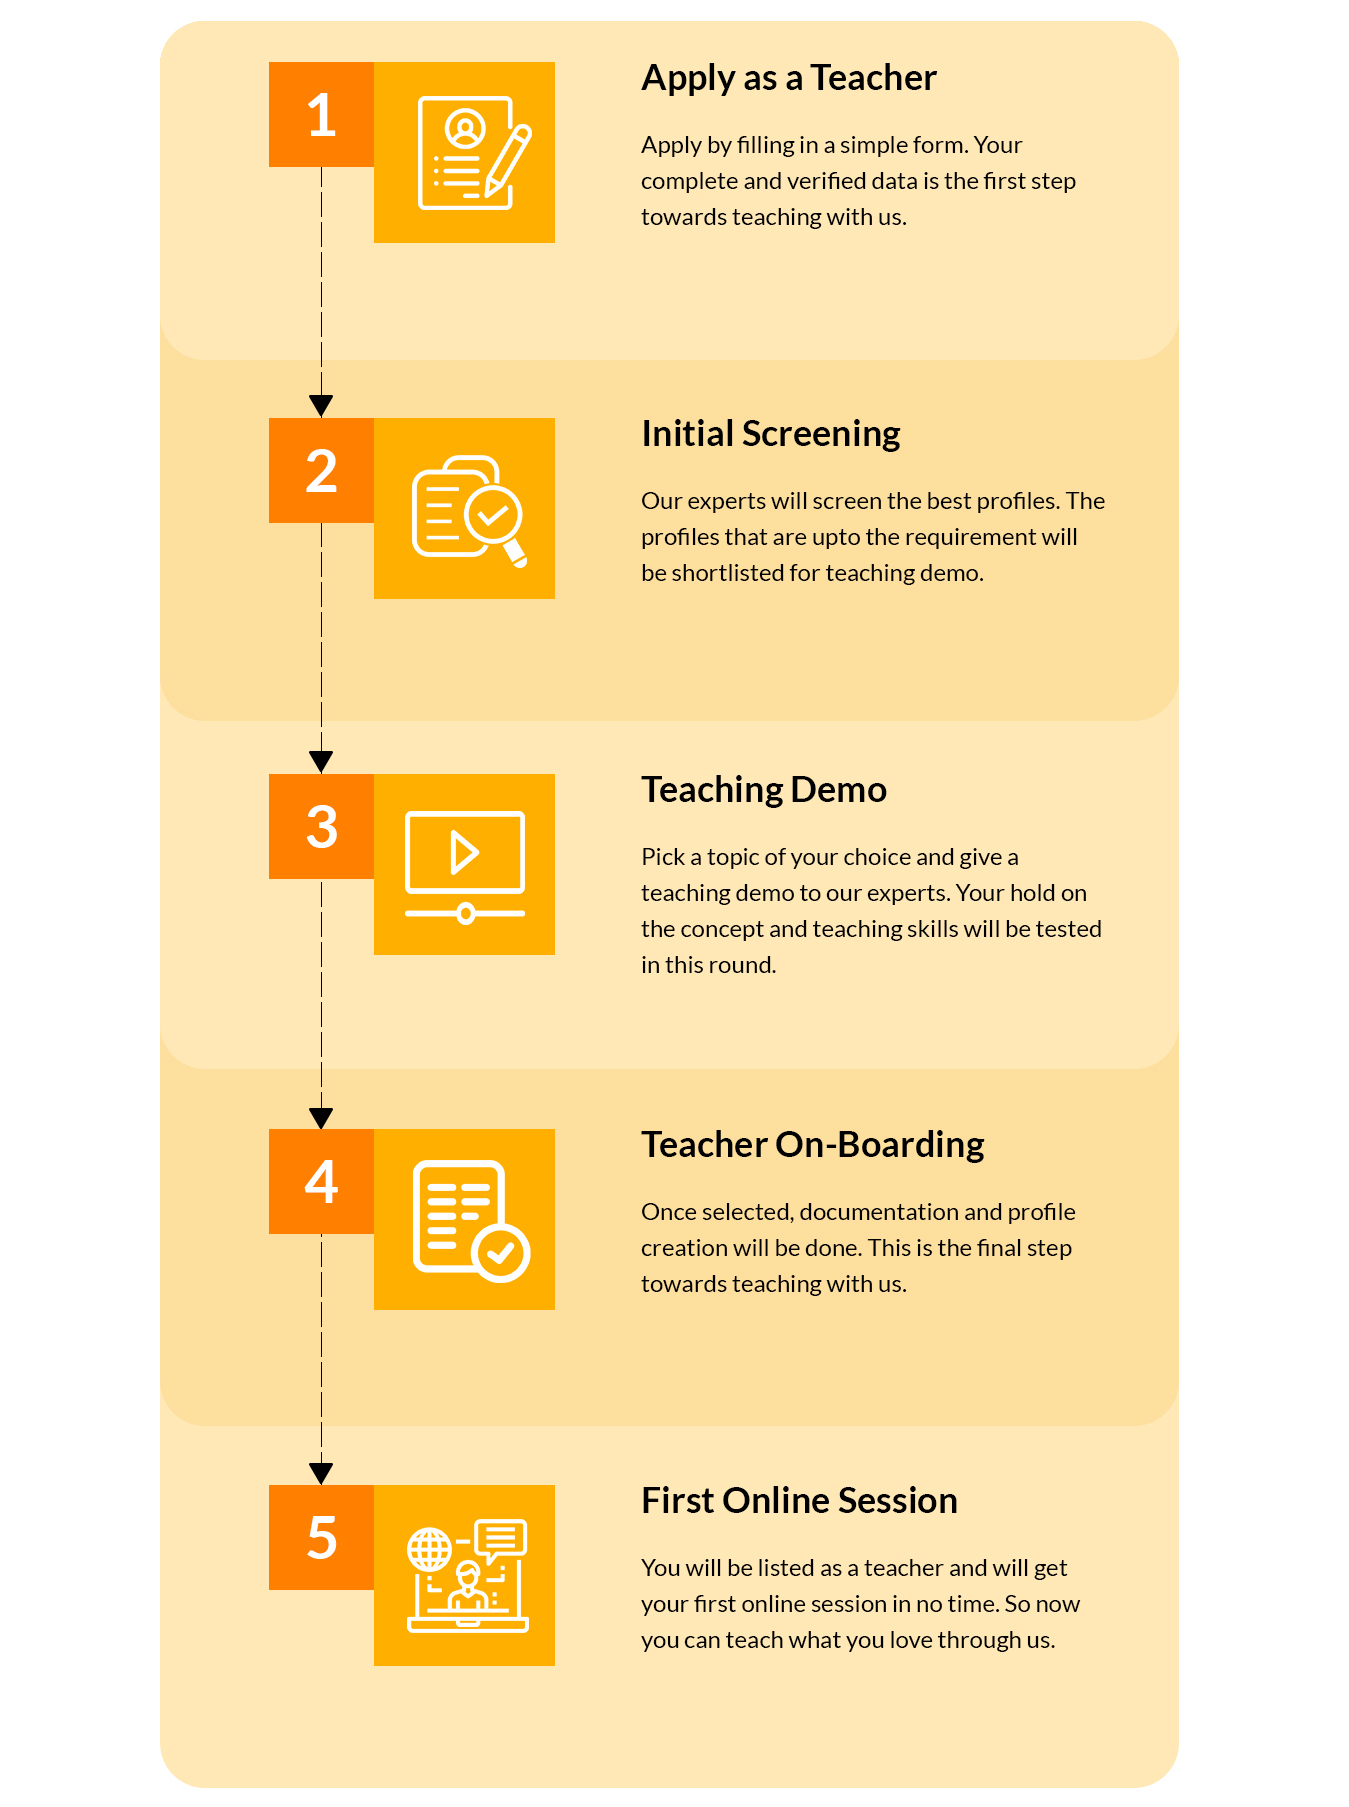 1
Apply as a Teacher
Apply by filling in a simple form. Your
complete and verified data is the first step
towards teaching with us.
2
Initial Screening
Our experts will screen the best profiles. The
profiles that are upto the requirement will
be shortlisted for teaching demo.
3
Teaching Demo
Pick a topic of your choice and give a
teaching demo to our experts. Your hold on
the concept and teaching skills will be tested
in this round.
4
Teacher On-Boarding
Once selected, documentation and profile
creation will be done. This is the final step
towards teaching with us.
5
First Online Session
You will be listed as a teacher and will get
your first online session in no time. So now
you can teach what you love through us.